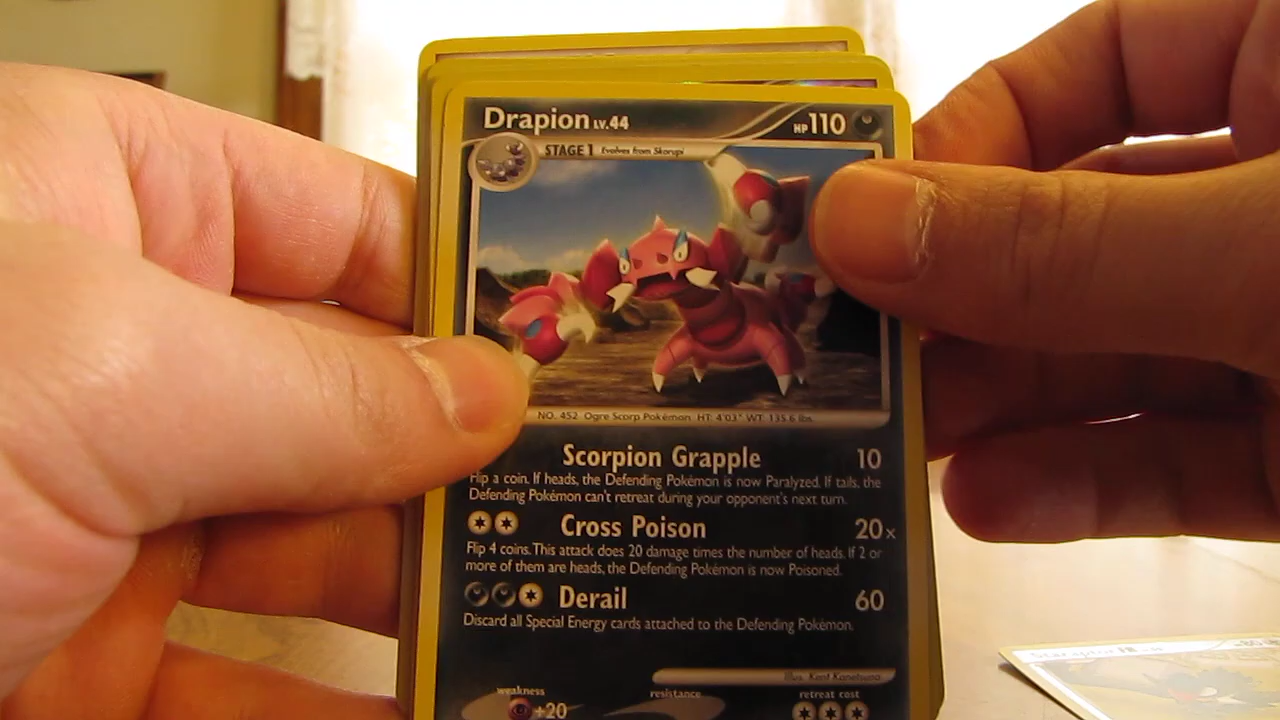 Drapion LV.44 HP 110
STAGE 1 Evolves from Skorupi
NO. 452 Ogre Scorp Pokémon HT: 4'03" WT: 135.6 lbs.
Scorpion Grapple 10
Flip a coin. If heads, the Defending Pokémon is now Paralyzed. If tails, the
Defending Pokémon can't retreat during your opponent's next turn.
Cross Poison 20x
Flip 4 coins. This attack does 20 damage times the number of heads. If 2 or
more of them are heads, the Defending Pokémon is now Poisoned.
Derail 60
Discard all Special Energy cards attached to the Defending Pokémon.
Illus. Kent Kanetsuna
weakness resistance retreat cost
+20